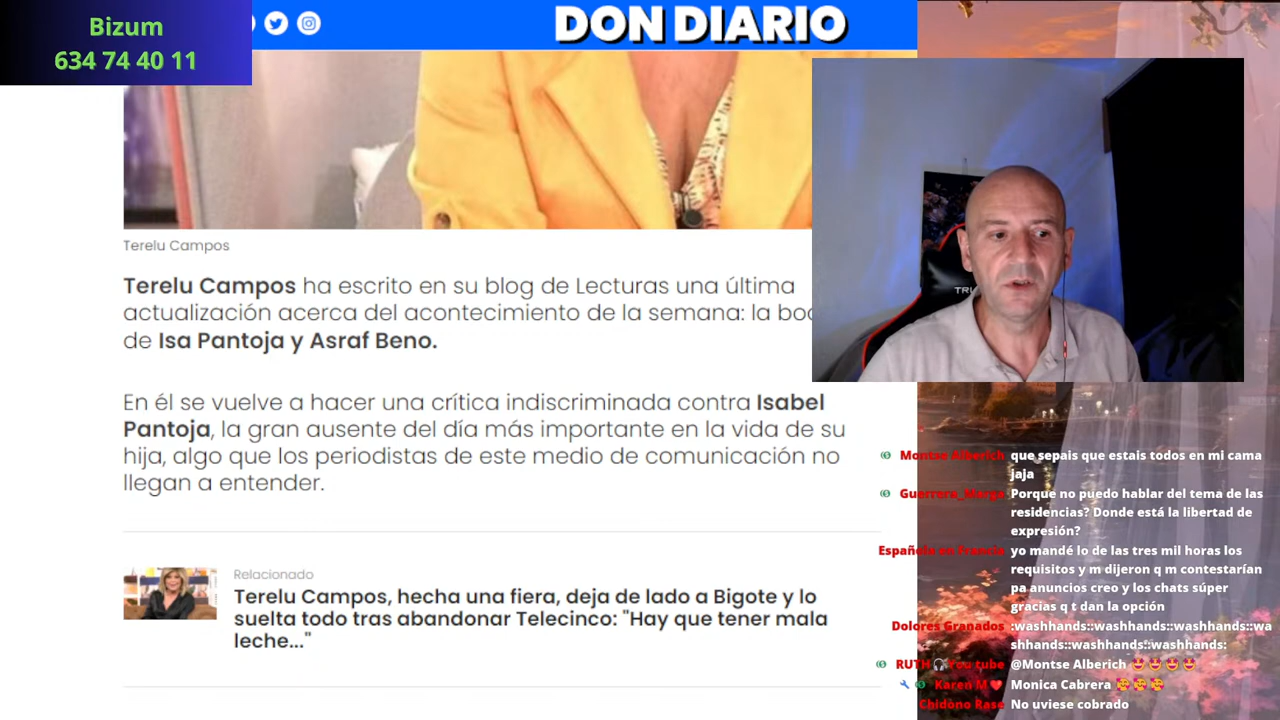 Bizum
634 74 40 11
DON DIARIO
Terelu Campos
Terelu Campos ha escrito en su blog de Lecturas una última
actualización acerca del acontecimiento de la semana: la
de Isa Pantoja y Asraf Beno.
En él se vuelve a hacer una crítica indiscriminada contra Isabel
Pantoja, la gran ausente del día más importante en la vida de su
hija, algo que los periodistas de este medio de comunicación no
llegan a entender.
Relacionado
Terelu Campos, hecha una fiera, deja de lado a Bigote y lo
suelta todo tras abandonar Telecinco: "Hay que tener mala
leche..."
Montse Alberich que sepais que estais todos en mi cama
jaja
Guerrera_Marga Porque no puedo hablar del tema de las
residencias? Donde está la libertad de
expresión?
Española en Francia yo mandé lo de las tres mil horas los
requisitos y m dijeron q m contestarían
pa anuncios creo y los chats súper
gracias q t dan la opción
Dolores Granados :washhands::washhands::washhands::wa
shhands::washhands::washhands:
RUTH🎧You tube @Montse Alberich 🤩🤩🤩🤩
Karen M❤️ Monica Cabrera 🥰🥰🥰
Chidòno Rase No uviese cobrado